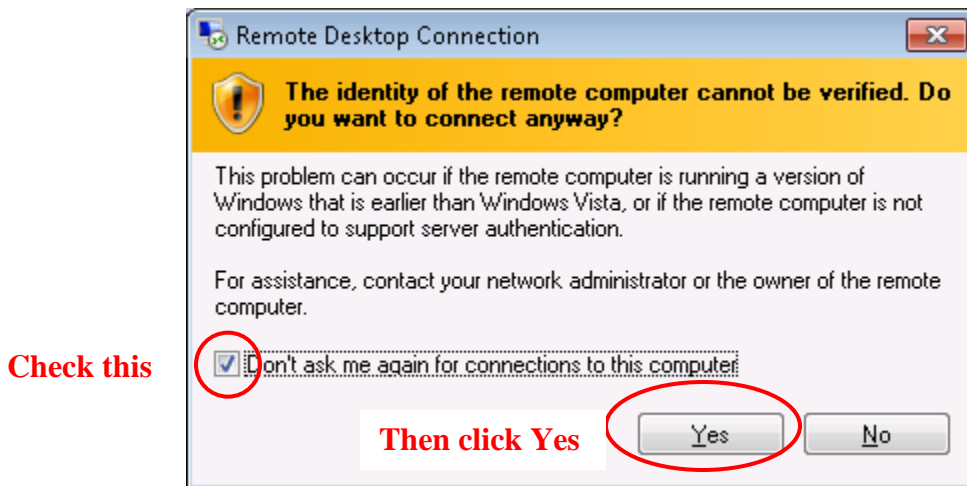 Remote Desktop Connection
The identity of the remote computer cannot be verified. Do
you want to connect anyway?
This problem can occur if the remote computer is running a version of
Windows that is earlier than Windows Vista, or if the remote computer is not
configured to support server authentication.
For assistance, contact your network administrator or the owner of the remote
computer.
Check this
Don't ask me again for connections to this computer
Then click Yes
Yes
No